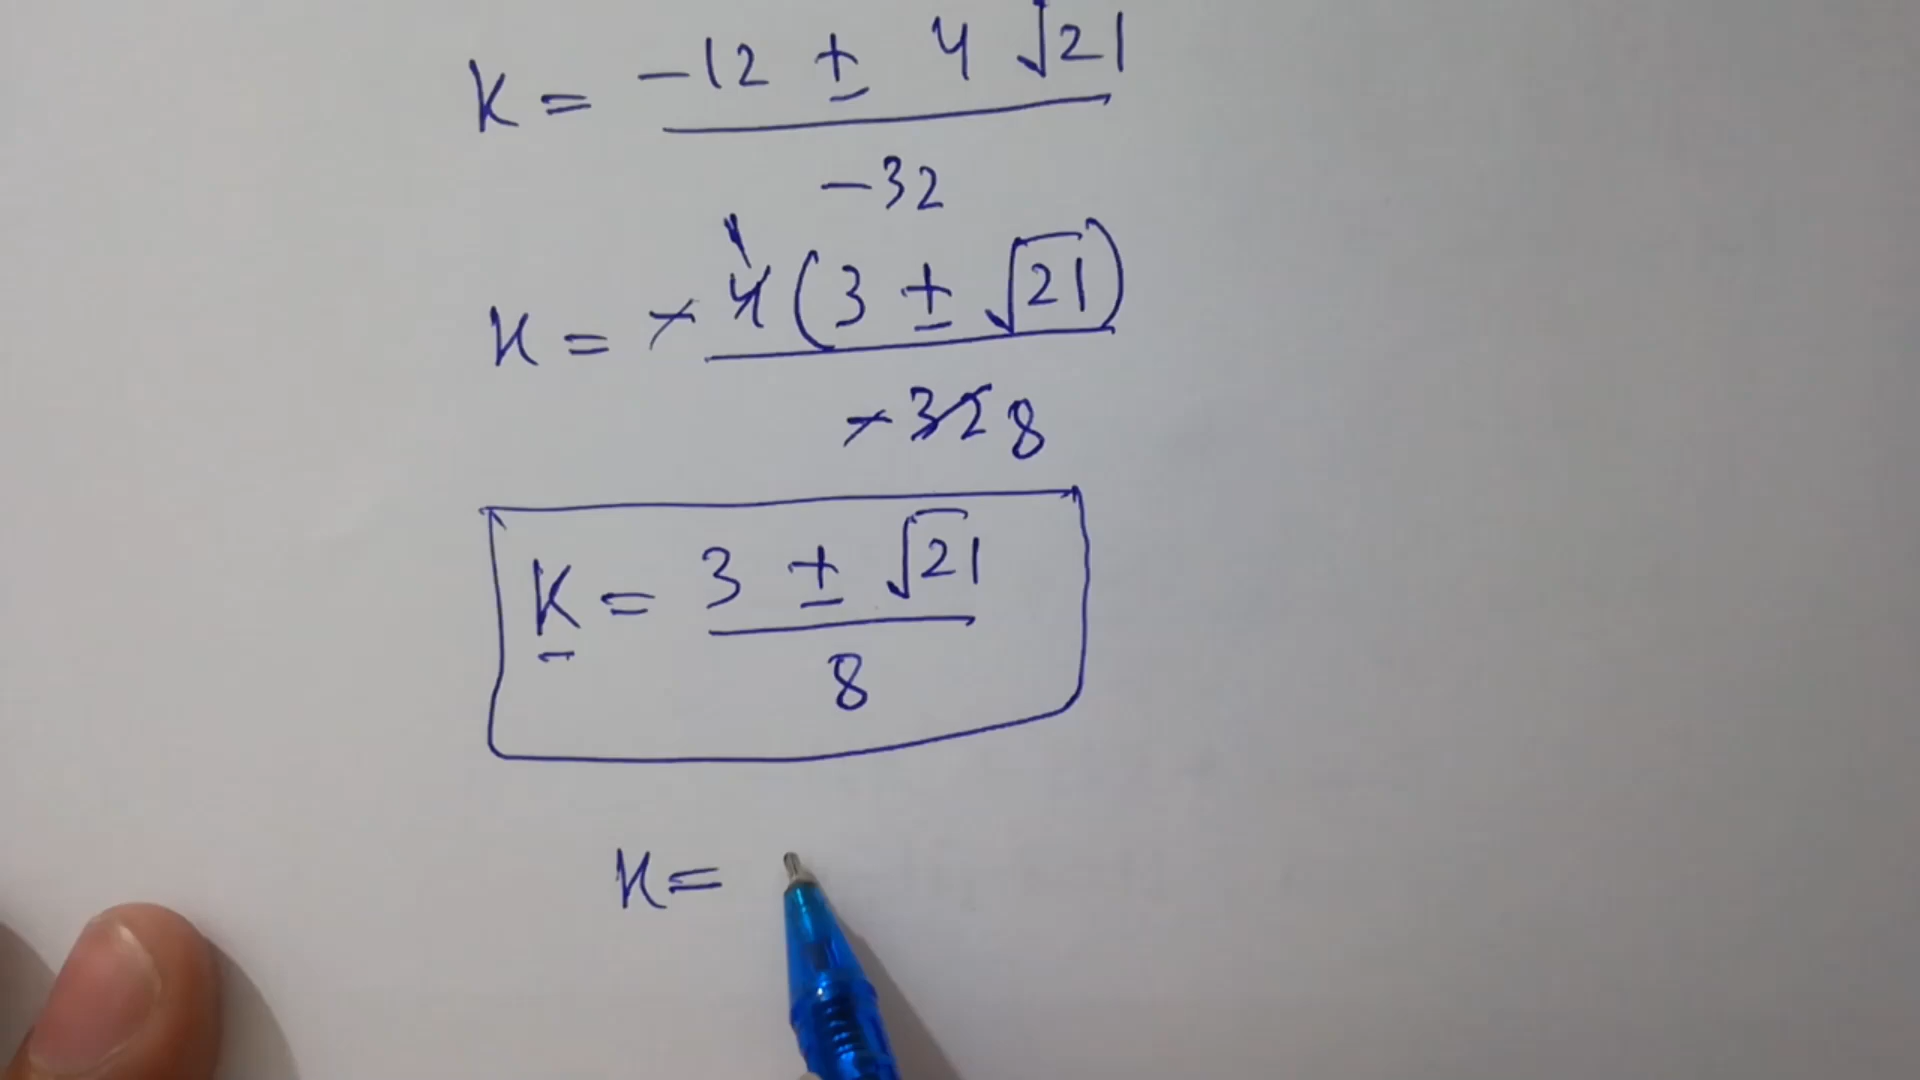 K = -12 ± 4 √21
-32
K = -4 (3 ± √21)
-32 8
K = 3 ± √21
8
K =